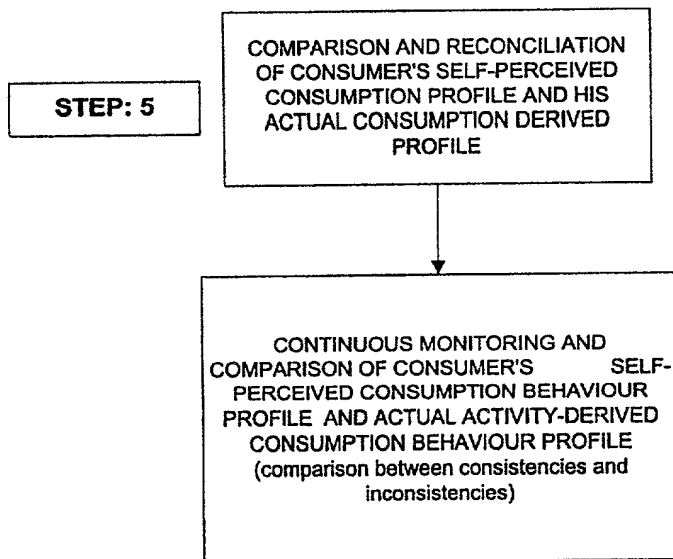 COMPARISON AND RECONCILIATION
OF CONSUMER'S SELF-PERCEIVED
CONSUMPTION PROFILE AND HIS
ACTUAL CONSUMPTION DERIVED
PROFILE
STEP: 5
CONTINUOUS MONITORING AND
COMPARISON OF CONSUMER'S SELF-
PERCEIVED CONSUMPTION BEHAVIOUR
PROFILE AND ACTUAL ACTIVITY-DERIVED
CONSUMPTION BEHAVIOUR PROFILE
(comparison between consistencies and
inconsistencies)